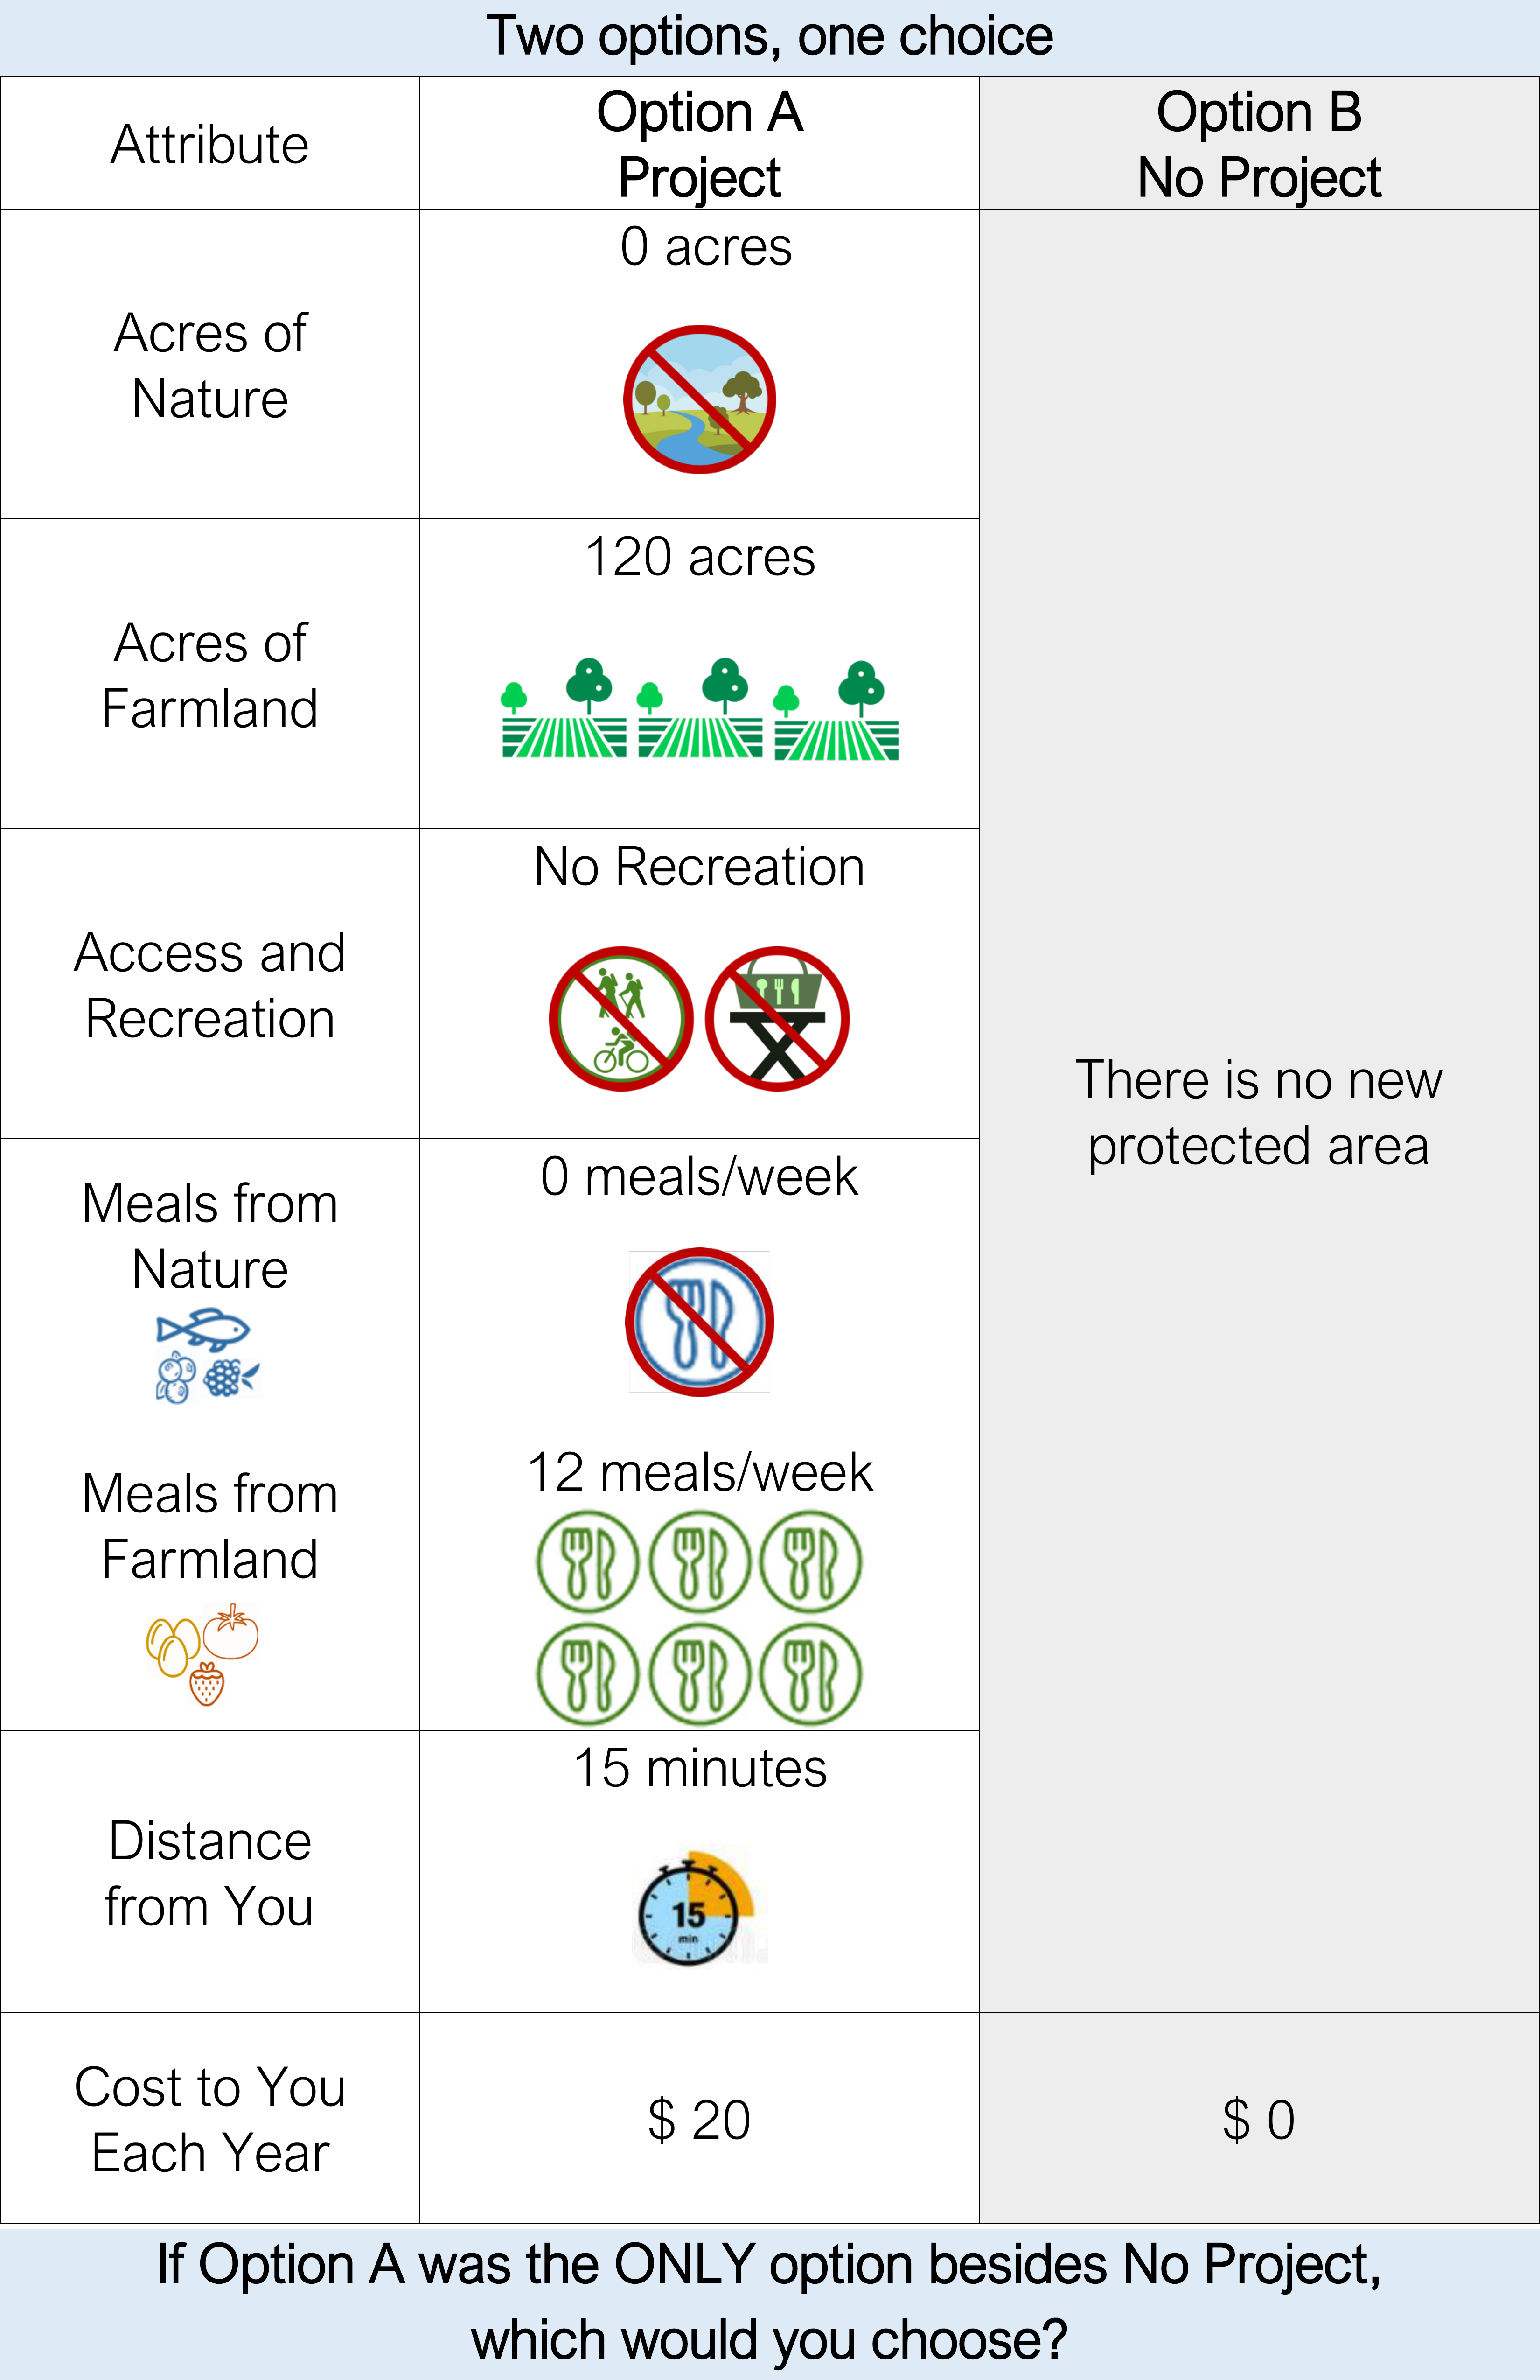 Two options, one choice
Attribute
Option A
Project
Option B
No Project
Acres of
Nature
0 acres
Acres of
Farmland
120 acres
Access and
Recreation
No Recreation
There is no new
protected area
Meals from
Nature
0 meals/week
Meals from
Farmland
12 meals/week
Distance
from You
15 minutes
15
min
Cost to You
Each Year
$ 20
$ 0
If Option A was the ONLY option besides No Project,
which would you choose?